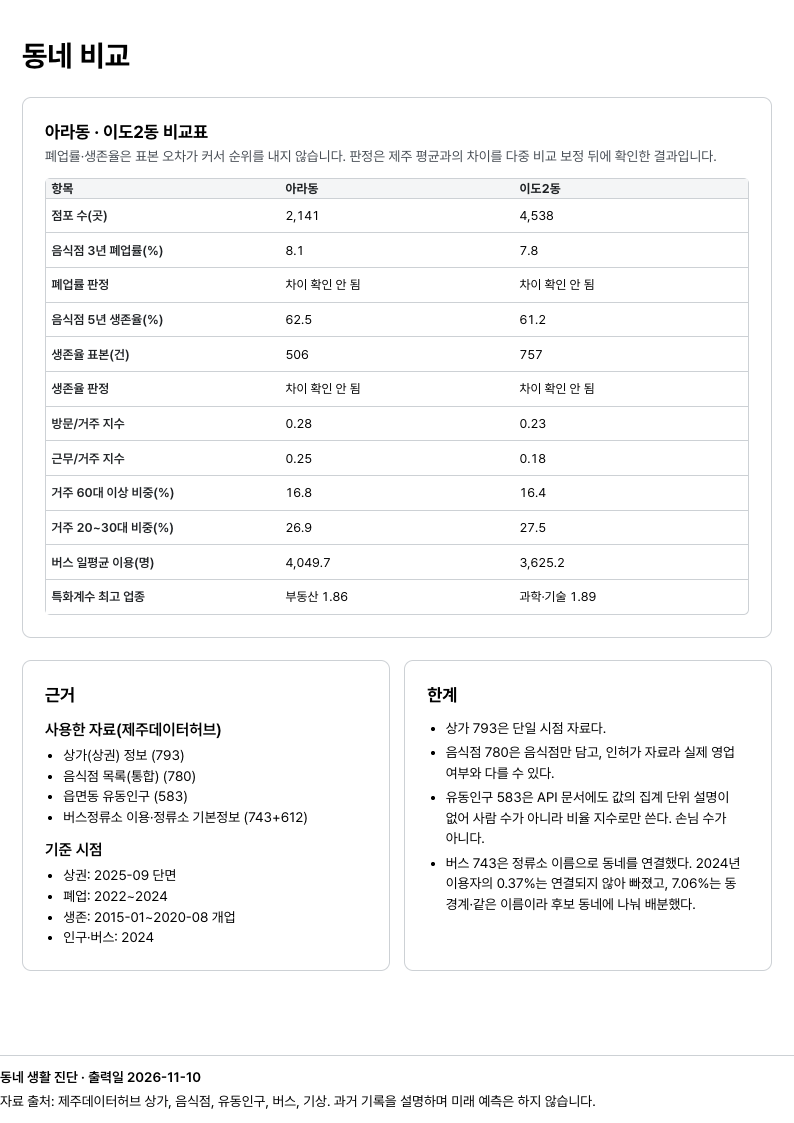 동네 비교
아라동 · 이도2동 비교표
폐업률·생존율은 표본 오차가 커서 순위를 내지 않습니다. 판정은 제주 평균과의 차이를 다중 비교 보정 뒤에 확인한 결과입니다.
항목 아라동 이도2동
점포 수(곳) 2,141 4,538
음식점 3년 폐업률(%) 8.1 7.8
폐업률 판정 차이 확인 안 됨 차이 확인 안 됨
음식점 5년 생존율(%) 62.5 61.2
생존율 표본(건) 506 757
생존율 판정 차이 확인 안 됨 차이 확인 안 됨
방문/거주 지수 0.28 0.23
근무/거주 지수 0.25 0.18
거주 60대 이상 비중(%) 16.8 16.4
거주 20~30대 비중(%) 26.9 27.5
버스 일평균 이용(명) 4,049.7 3,625.2
특화계수 최고 업종 부동산 1.86 과학·기술 1.89
근거
사용한 자료(제주데이터허브)
• 상가(상권) 정보 (793)
• 음식점 목록(통합) (780)
• 읍면동 유동인구 (583)
• 버스정류소 이용·정류소 기본정보 (743+612)
기준 시점
• 상권: 2025-09 단면
• 폐업: 2022~2024
• 생존: 2015-01~2020-08 개업
• 인구·버스: 2024
한계
• 상가 793은 단일 시점 자료다.
• 음식점 780은 음식점만 담고, 인허가 자료라 실제 영업
여부와 다를 수 있다.
• 유동인구 583은 API 문서에도 값의 집계 단위 설명이
없어 사람 수가 아니라 비율 지수로만 쓴다. 손님 수가
아니다.
• 버스 743은 정류소 이름으로 동네를 연결했다. 2024년
이용자의 0.37%는 연결되지 않아 빠졌고, 7.06%는 동
경계·같은 이름이라 후보 동네에 나눠 배분했다.
동네 생활 진단 · 출력일 2026-11-10
자료 출처: 제주데이터허브 상가, 음식점, 유동인구, 버스, 기상. 과거 기록을 설명하며 미래 예측은 하지 않습니다.